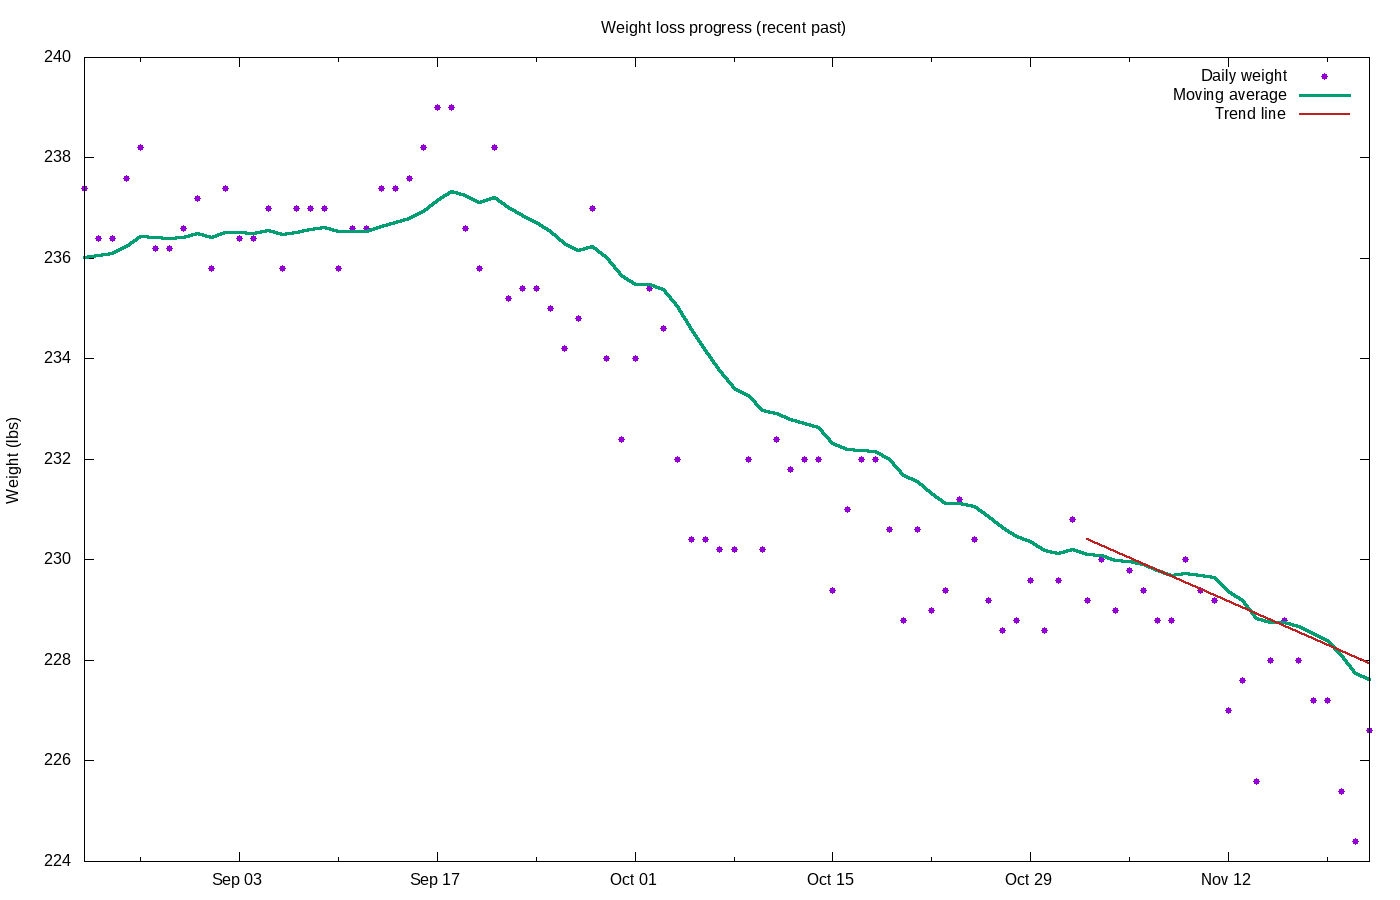 Weight loss progress (recent past)
Daily weight
Moving average
Trend line
240
238
236
234
232
230
228
226
224
Weight (lbs)
Sep 03
Sep 17
Oct 01
Oct 15
Oct 29
Nov 12